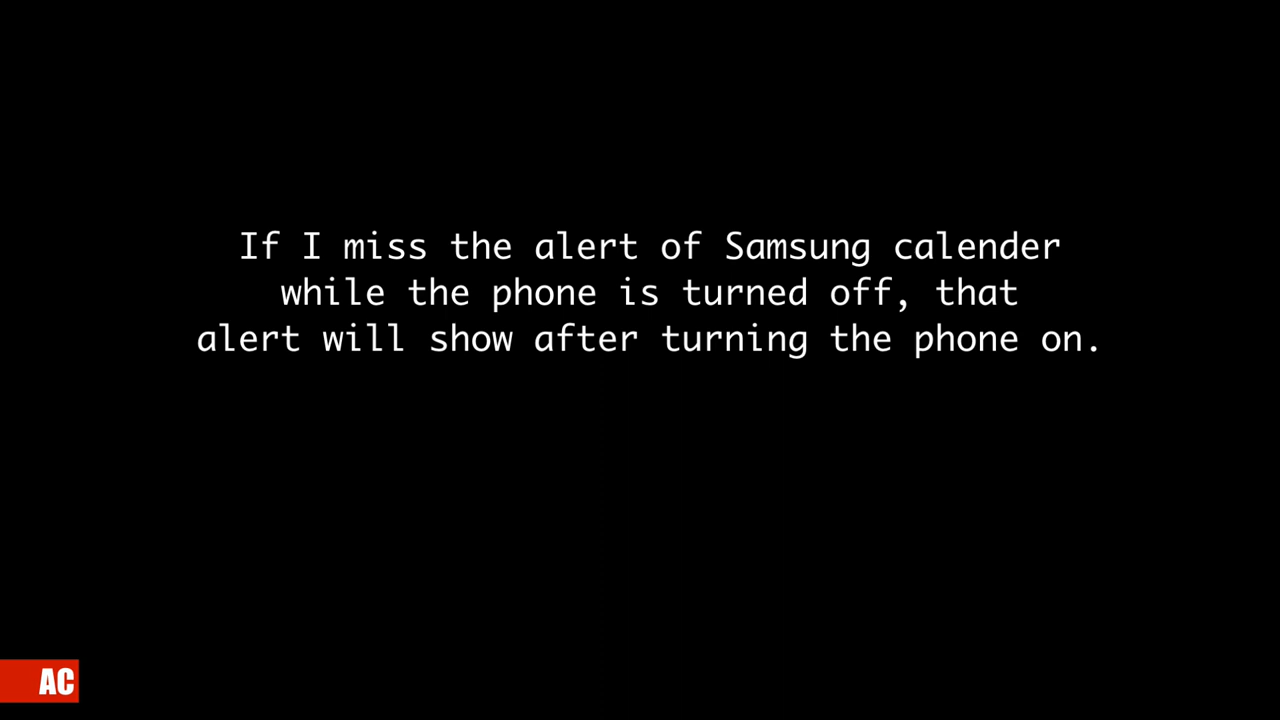 If I miss the alert of Samsung calender
while the phone is turned off, that
alert will show after turning the phone on.
AC